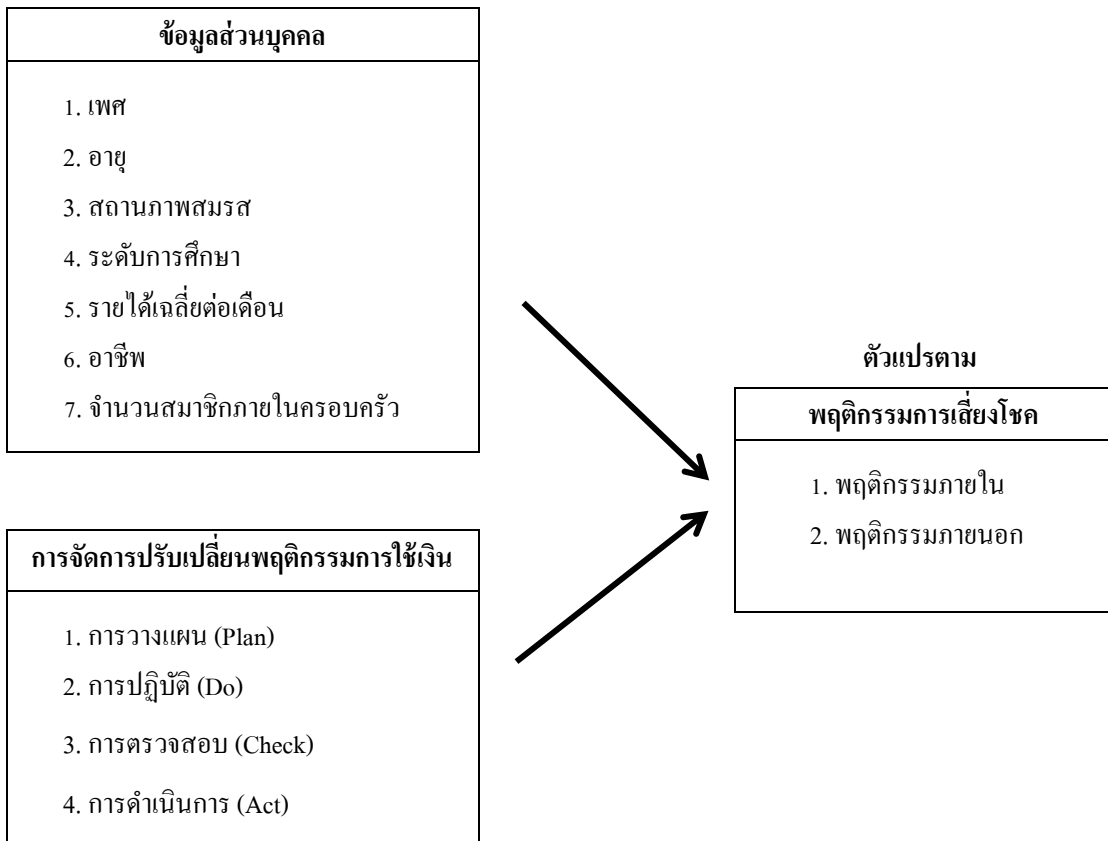 ข้อมูลส่วนบุคคล
1. เพศ
2. อายุ
3. สถานภาพสมรส
4. ระดับการศึกษา
5. รายได้เฉลี่ยต่อเดือน
6. อาชีพ
7. จำนวนสมาชิกภายในครอบครัว
การจัดการปรับเปลี่ยนพฤติกรรมการใช้เงิน
1. การวางแผน (Plan)
2. การปฏิบัติ (Do)
3. การตรวจสอบ (Check)
4. การดำเนินการ (Act)
ตัวแปรตาม
พฤติกรรมการเสี่ยงโชค
1. พฤติกรรมภายใน
2. พฤติกรรมภายนอก